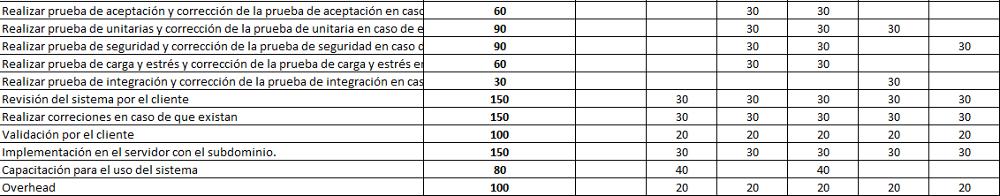 Realizar prueba de aceptación y corrección de la prueba de aceptación en caso 60 30 30
Realizar prueba de unitarias y corrección de la prueba de unitaria en caso de e 90 30 30 30
Realizar prueba de seguridad y corrección de la prueba de seguridad en caso d 90 30 30 30
Realizar prueba de carga y estrés y corrección de la prueba de carga y estrés en 60 30 30
Realizar prueba de integración y corrección de la prueba de integración en cas 30 30
Revisión del sistema por el cliente 150 30 30 30 30 30
Realizar correciones en caso de que existan 150 30 30 30 30 30
Validación por el cliente 100 20 20 20 20 20
Implementación en el servidor con el subdominio. 150 30 30 30 30 30
Capacitación para el uso del sistema 80 40 40
Overhead 100 20 20 20 20 20